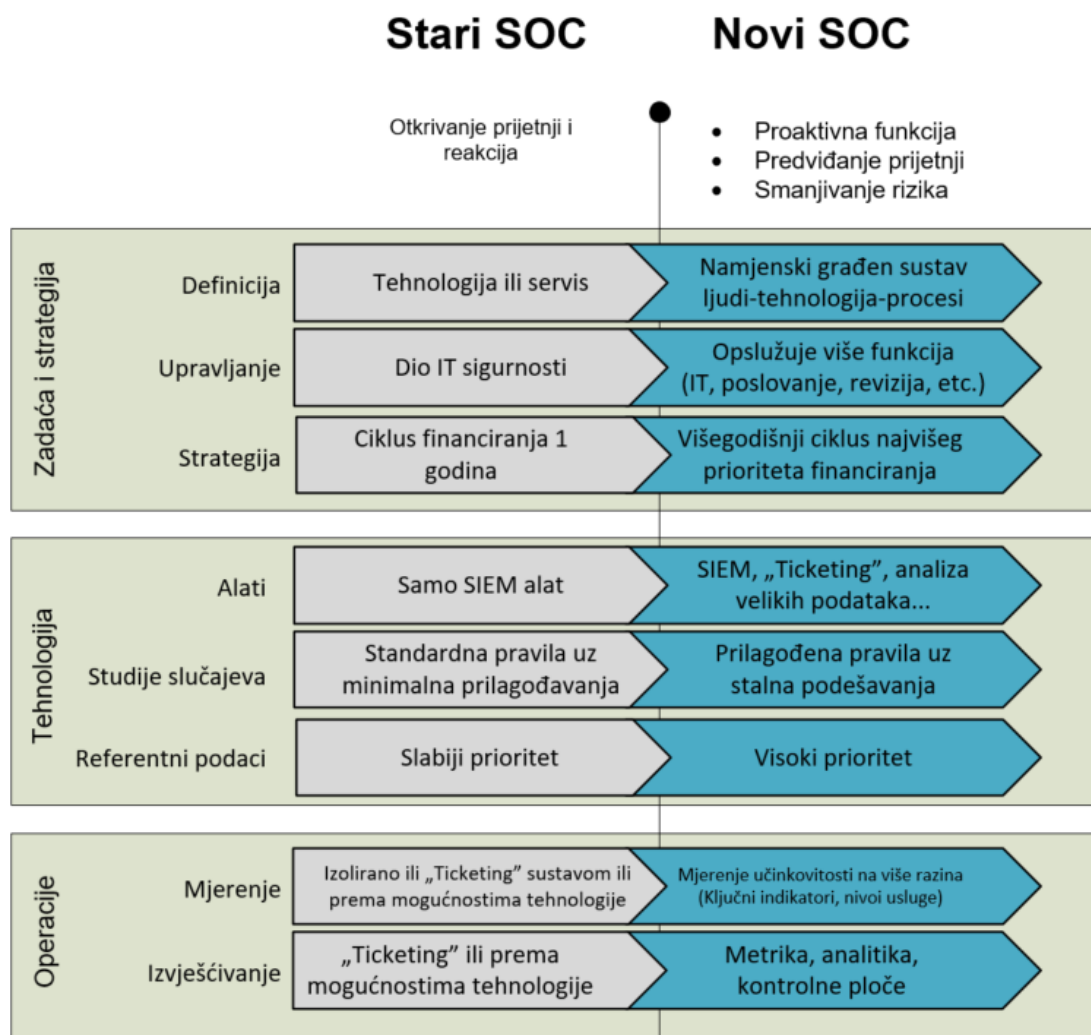 Stari SOC
Novi SOC
Otkrivanje prijetnji i
reakcija
• Proaktivna funkcija
• Predviđanje prijetnji
• Smanjivanje rizika
Zadaća i strategija
Definicija
Tehnologija ili servis
Namjenski građen sustav
ljudi-tehnologija-procesi
Upravljanje
Dio IT sigurnosti
Opslužuje više funkcija
(IT, poslovanje, revizija, etc.)
Strategija
Ciklus financiranja 1
godina
Višegodišnji ciklus najvišeg
prioriteta financiranja
Tehnologija
Alati
Samo SIEM alat
SIEM, „Ticketing”, analiza
velikih podataka...
Studije slučajeva
Standardna pravila uz
minimalna prilagođavanja
Prilagođena pravila uz
stalna podešavanja
Referentni podaci
Slabiji prioritet
Visoki prioritet
Operacije
Mjerenje
Izolirano ili „Ticketing” sustavom ili
prema mogućnostima tehnologije
Mjerenje učinkovitosti na više razina
(Ključni indikatori, nivoi usluge)
Izvješćivanje
„Ticketing” ili prema
mogućnostima tehnologije
Metrika, analitika,
kontrolne ploče